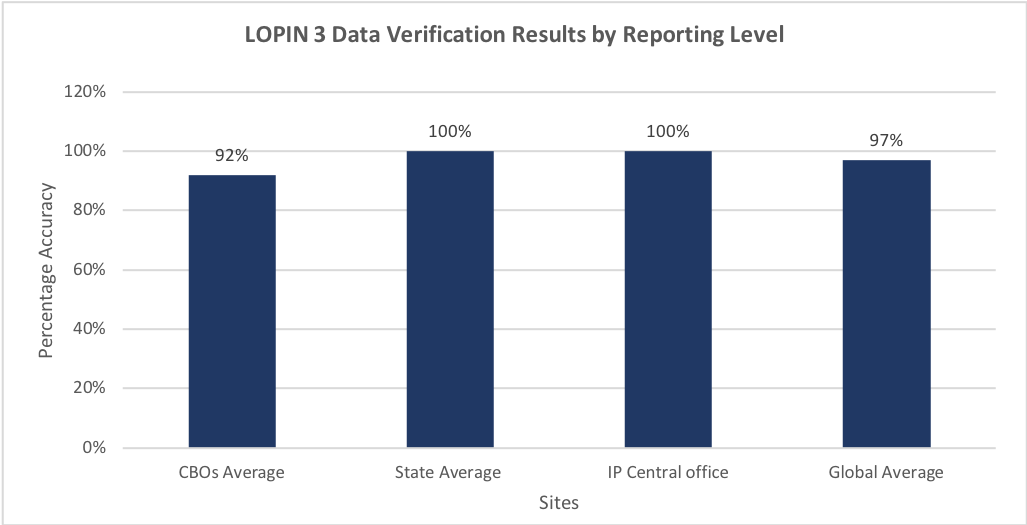 LOPIN 3 Data Verification Results by Reporting Level
Percentage Accuracy
120%
100%
80%
60%
40%
20%
0%
92%
100%
100%
97%
CBOs Average
State Average
IP Central office
Global Average
Sites